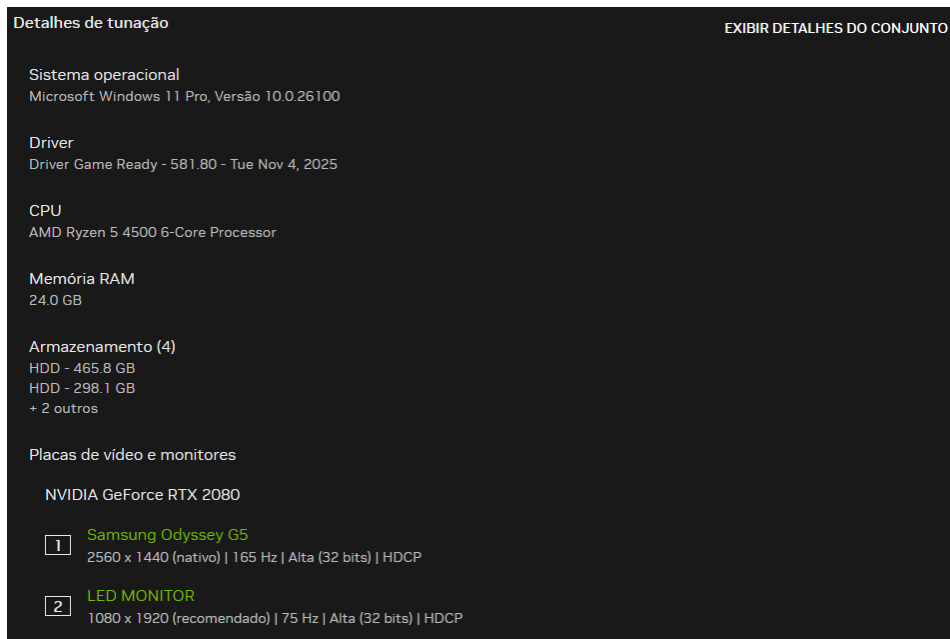 Detalhes de tunação
EXIBIR DETALHES DO CONJUNTO
Sistema operacional
Microsoft Windows 11 Pro, Versão 10.0.26100
Driver
Driver Game Ready - 581.80 - Tue Nov 4, 2025
CPU
AMD Ryzen 5 4500 6-Core Processor
Memória RAM
24.0 GB
Armazenamento (4)
HDD - 465.8 GB
HDD - 298.1 GB
+ 2 outros
Placas de vídeo e monitores
NVIDIA GeForce RTX 2080
1
Samsung Odyssey G5
2560 x 1440 (nativo) | 165 Hz | Alta (32 bits) | HDCP
2
LED MONITOR
1080 x 1920 (recomendado) | 75 Hz | Alta (32 bits) | HDCP